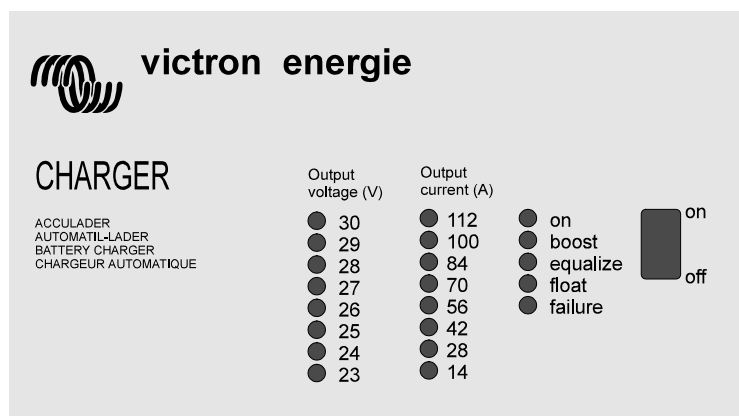 victron energie
CHARGER
ACCULADER
AUTOMATIL-LADER
BATTERY CHARGER
CHARGEUR AUTOMATIQUE
Output
voltage (V)
30
29
28
27
26
25
24
23
Output
current (A)
112
100
84
70
56
42
28
14
on
boost
equalize
float
failure
on
off